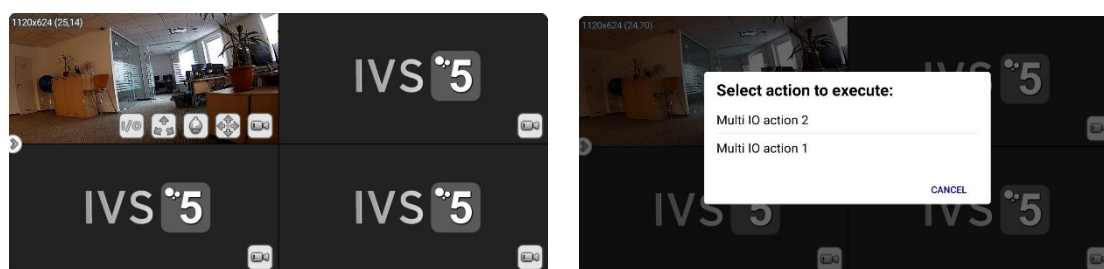 1120x624 (25,14)
IVS 5
I/O
IVS 5
IVS 5
1120x624 (24,70)
IVS 5
Select action to execute:
Multi IO action 2
Multi IO action 1
CANCEL
IVS 5
IVS 5